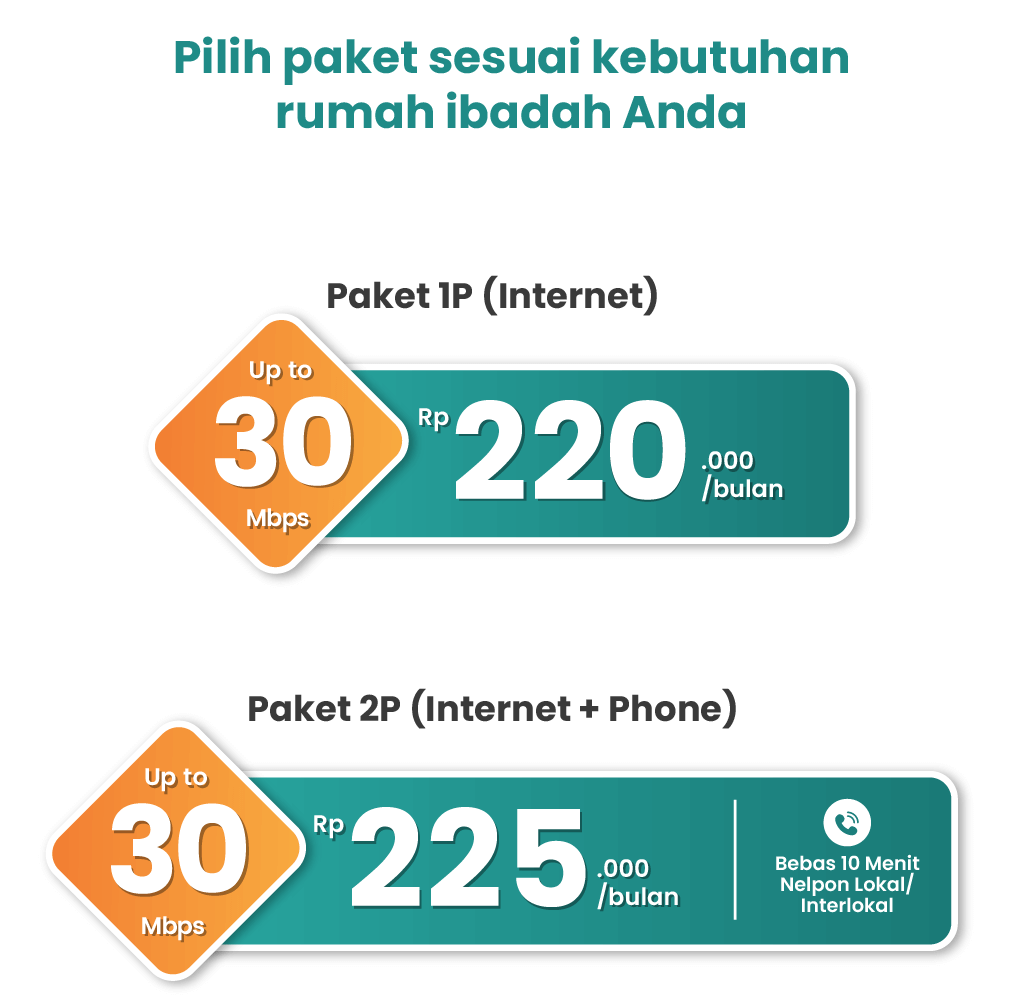 Pilih paket sesuai kebutuhan
rumah ibadah Anda
Paket 1P (Internet)
Up to
30
Mbps
Rp 220 .000
/bulan
Paket 2P (Internet + Phone)
Up to
30
Mbps
Rp 225 .000
/bulan
Bebas 10 Menit
Nelpon Lokal/
Interlokal